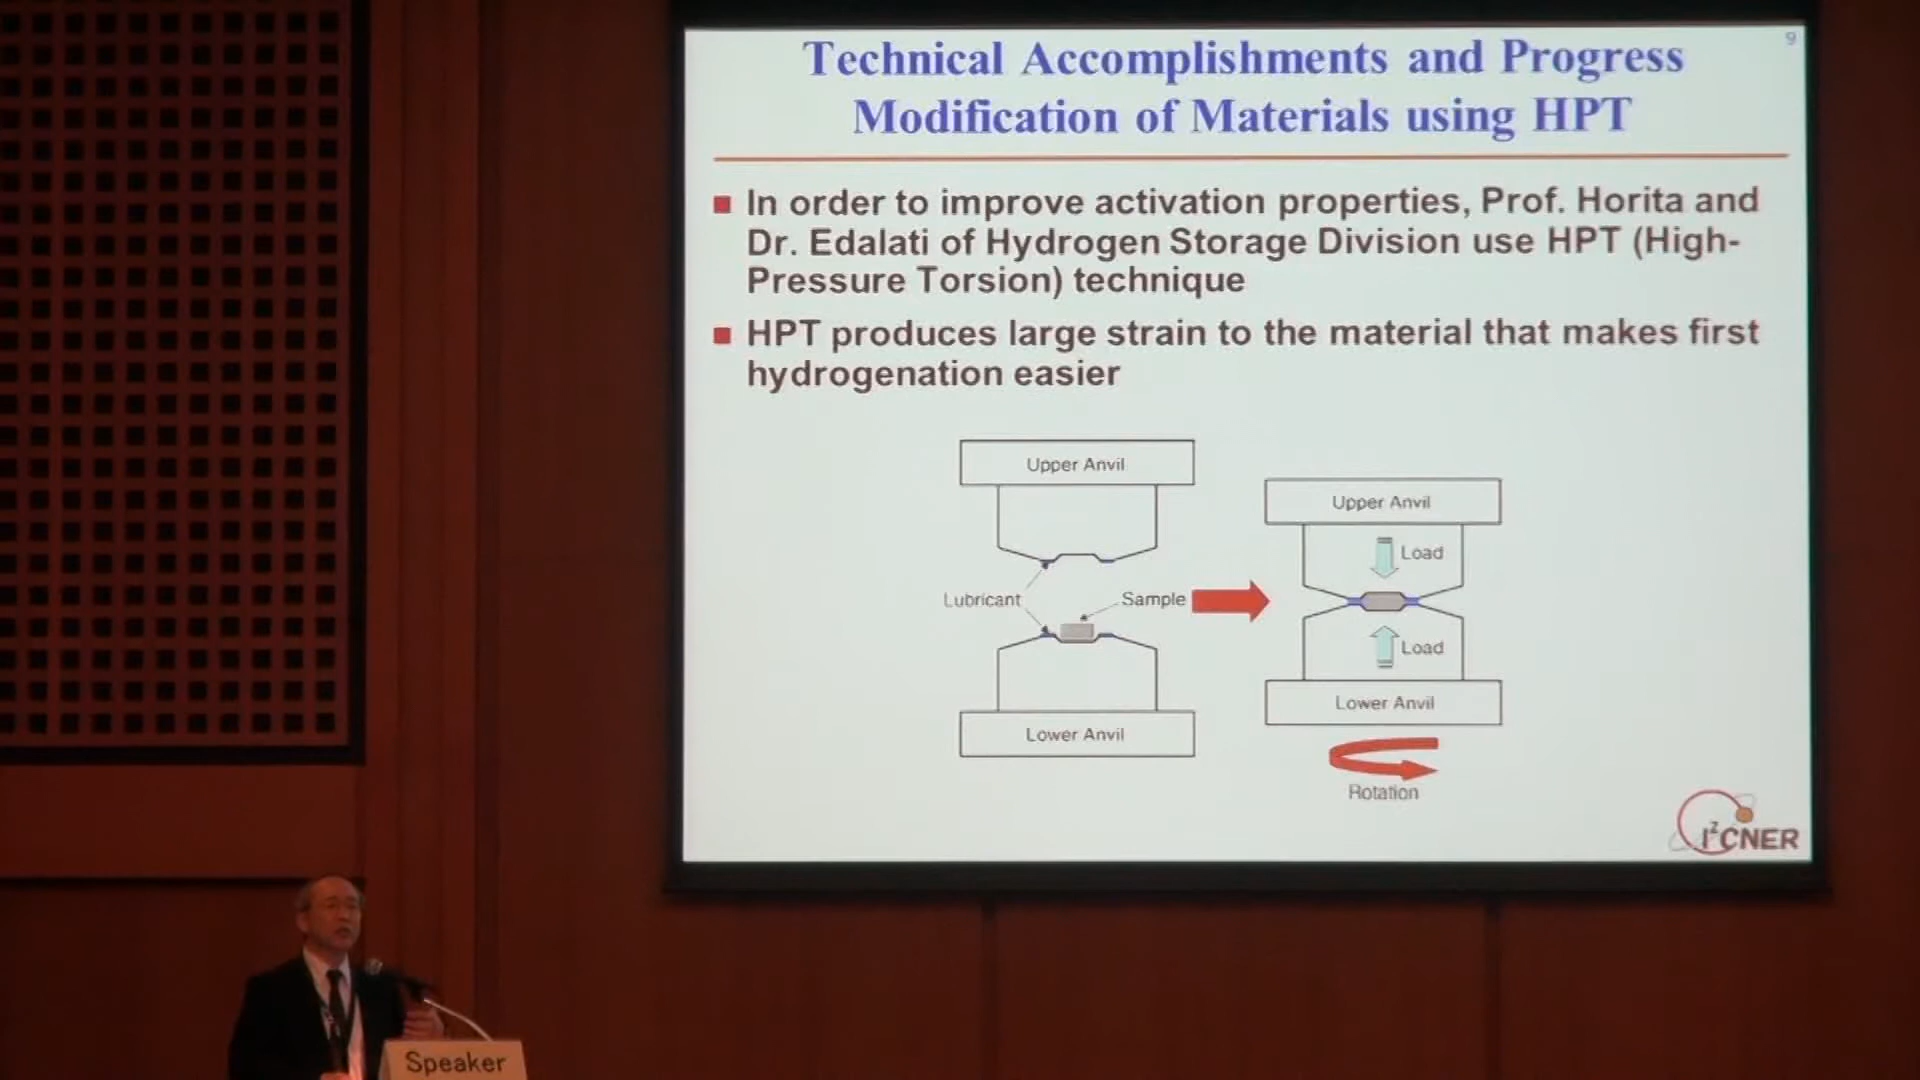 9
Technical Accomplishments and Progress
Modification of Materials using HPT
In order to improve activation properties, Prof. Horita and
Dr. Edalati of Hydrogen Storage Division use HPT (High-
Pressure Torsion) technique
HPT produces large strain to the material that makes first
hydrogenation easier
Upper Anvil
Lubricant
Sample
Lower Anvil
Upper Anvil
Load
Load
Lower Anvil
Rotation
I²CNER
Speaker